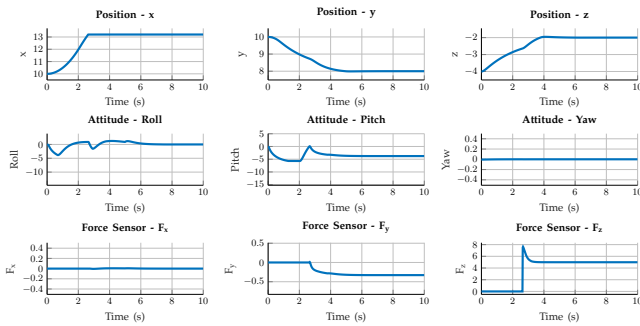 Position - x
Position - y
Position - z
13
12
11
10
x
0 2 4 6 8 10
Time (s)
10
9
8
y
0 2 4 6 8 10
Time (s)
−2
−3
−4
z
0 2 4 6 8 10
Time (s)
Attitude - Roll
Attitude - Pitch
Attitude - Yaw
0
−5
−10
Roll
0 2 4 6 8 10
Time (s)
5
0
−5
−10
−15
Pitch
0 2 4 6 8 10
Time (s)
0.4
0.2
0
−0.2
−0.4
Yaw
0 2 4 6 8 10
Time (s)
Force Sensor - Fx
Force Sensor - Fy
Force Sensor - Fz
0.4
0.2
0
−0.2
−0.4
Fx
0 2 4 6 8 10
Time (s)
0.5
0
−0.5
Fy
0 2 4 6 8 10
Time (s)
8
6
4
2
0
Fz
0 2 4 6 8 10
Time (s)